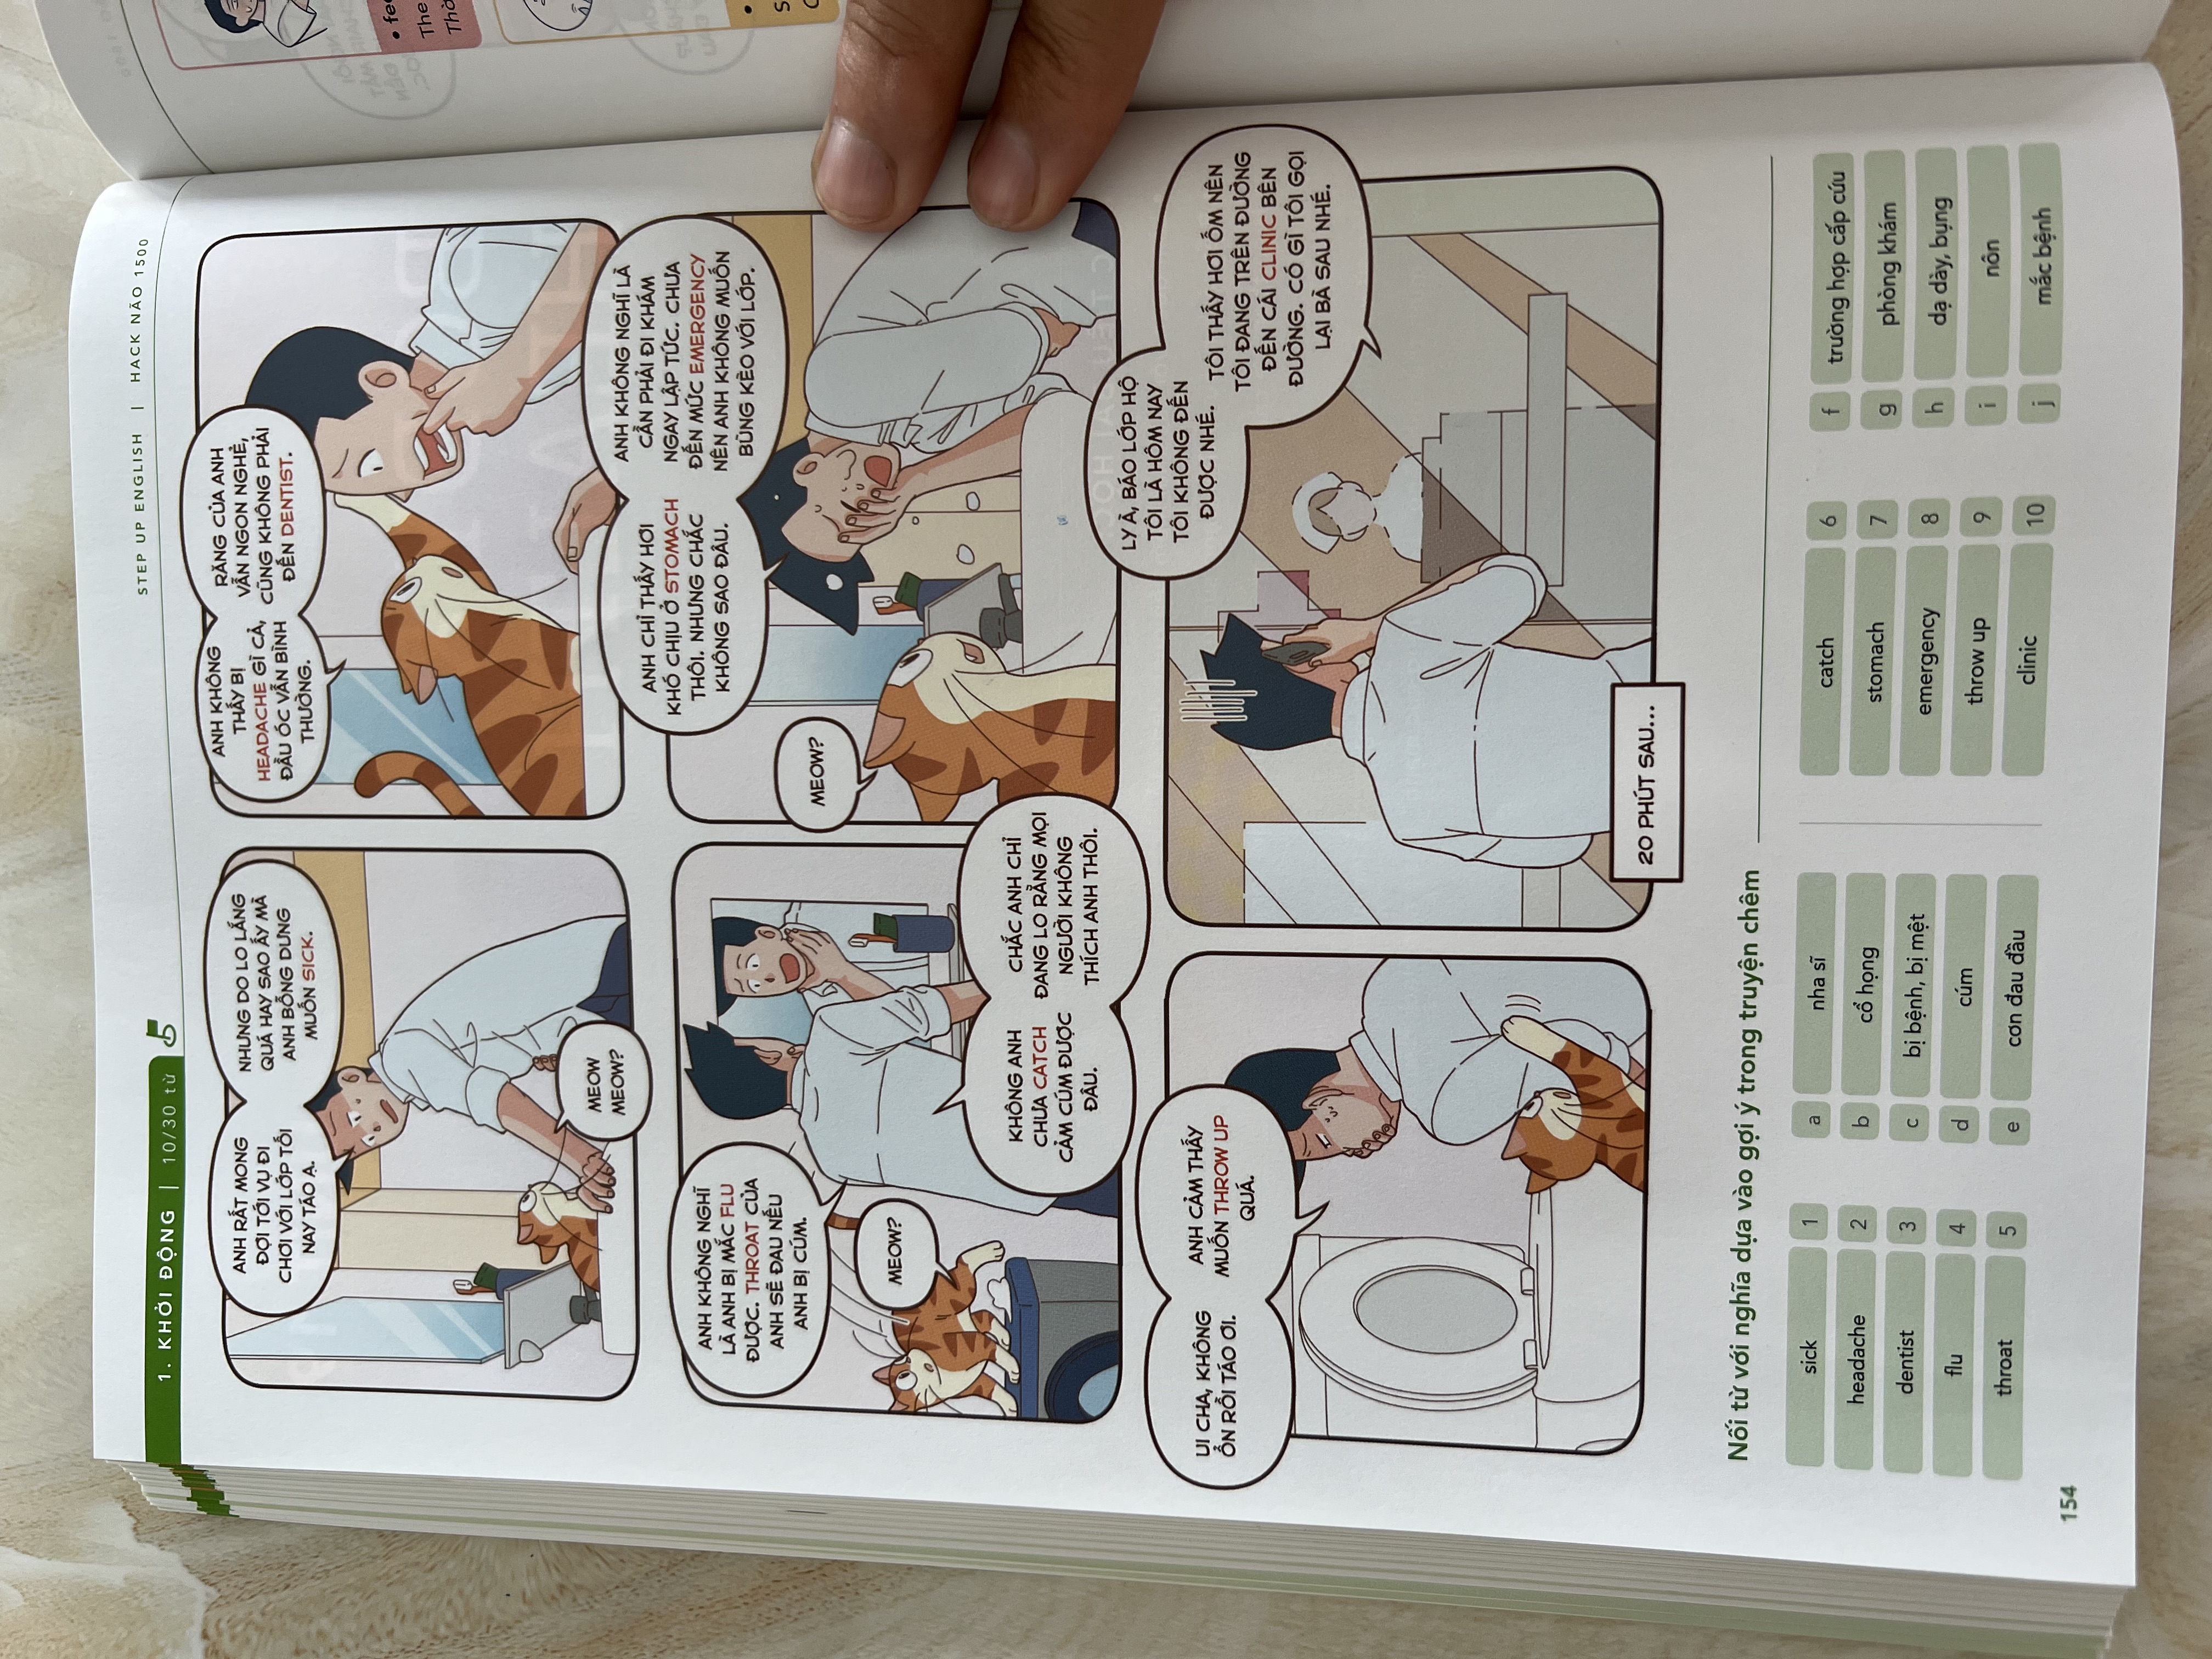 1. KHỞI ĐỘNG | 10/30 từ
STEP UP ENGLISH | HACK NÃO 1500
ANH RẤT MONG
ĐỢI TỚI VỤ ĐI
CHƠI VỚI LỚP TỐI
NAY TÁO Ạ.
NHƯNG DO LO LẮNG
QUÁ HAY SAO ẤY MÀ
ANH BỖNG DƯNG
MUỐN SICK.
MEOW
MEOW?
ANH KHÔNG
THẤY BỊ
HEADACHE GÌ CẢ,
ĐẦU ÓC VẪN BÌNH
THƯỜNG.
RĂNG CỦA ANH
VẪN NGON NGHẺ,
CŨNG KHÔNG PHẢI
ĐẾN DENTIST.
ANH KHÔNG NGHĨ
LÀ ANH BỊ MẮC FLU
ĐƯỢC. THROAT CỦA
ANH SẼ ĐAU NẾU
ANH BỊ CÚM.
MEOW?
KHÔNG ANH
CHƯA CATCH
CẢM CÚM ĐƯỢC
ĐÂU.
CHẮC ANH CHỈ
ĐANG LO RẰNG MỌI
NGƯỜI KHÔNG
THÍCH ANH THÔI.
ANH CHỈ THẤY HƠI
KHÓ CHỊU Ở STOMACH
THÔI. NHƯNG CHẮC
KHÔNG SAO ĐÂU.
ANH KHÔNG NGHĨ LÀ
CẦN PHẢI ĐI KHÁM
NGAY LẬP TỨC. CHƯA
ĐẾN MỨC EMERGENCY
NÊN ANH KHÔNG MUỐN
BÙNG KÈO VỚI LỚP.
MEOW?
UI CHA, KHÔNG
ỔN RỒI TÁO ƠI.
ANH CẢM THẤY
MUỐN THROW UP
QUÁ.
LY À, BÁO LỚP HỘ
TÔI LÀ HÔM NAY
TÔI KHÔNG ĐẾN
ĐƯỢC NHÉ.
TÔI THẤY HƠI ỐM NÊN
TÔI ĐANG TRÊN ĐƯỜNG
ĐẾN CÁI CLINIC BÊN
ĐƯỜNG. CÓ GÌ TÔI GỌI
LẠI BÀ SAU NHÉ.
20 PHÚT SAU...
Nối từ với nghĩa dựa vào gợi ý trong truyện chêm
sick 1 a nha sĩ
headache 2 b cổ họng
dentist 3 c bị bệnh, bị mệt
flu 4 d cúm
throat 5 e cơn đau đầu
catch 6 f trường hợp cấp cứu
stomach 7 g phòng khám
emergency 8 h dạ dày, bụng
throw up 9 i nôn
clinic 10 j mắc bệnh
154
The